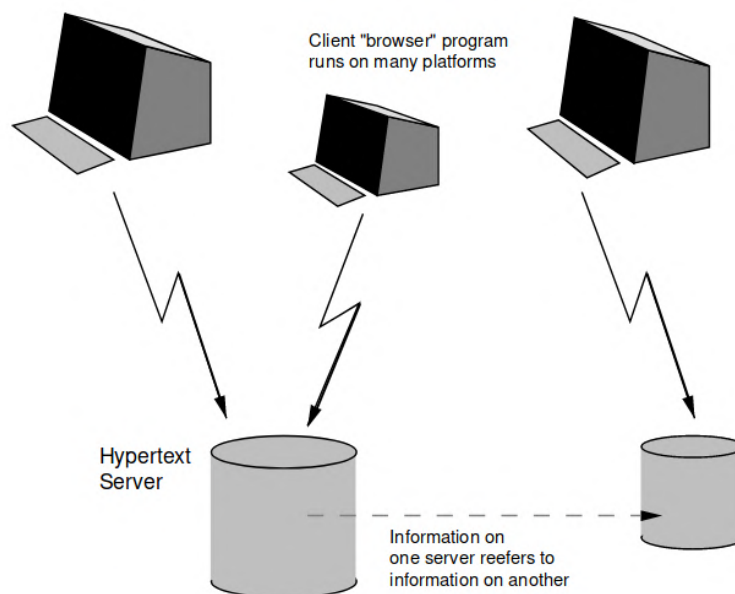 Client "browser" program
runs on many platforms
Hypertext
Server
Information on
one server reefers to
information on another